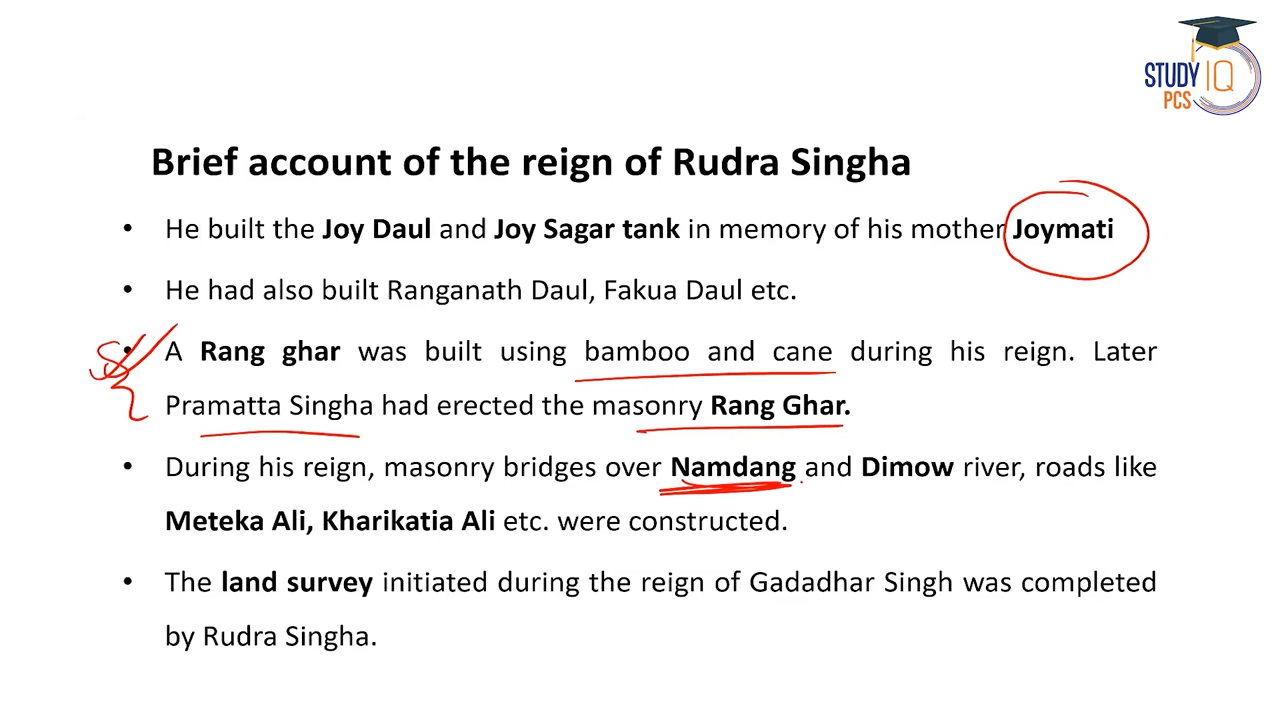 STUDY IQ
PCS
Brief account of the reign of Rudra Singha
• He built the Joy Daul and Joy Sagar tank in memory of his mother Joymati
• He had also built Ranganath Daul, Fakua Daul etc.
• A Rang ghar was built using bamboo and cane during his reign. Later
Pramatta Singha had erected the masonry Rang Ghar.
• During his reign, masonry bridges over Namdang and Dimow river, roads like
Meteka Ali, Kharikatia Ali etc. were constructed.
• The land survey initiated during the reign of Gadadhar Singh was completed
by Rudra Singha.